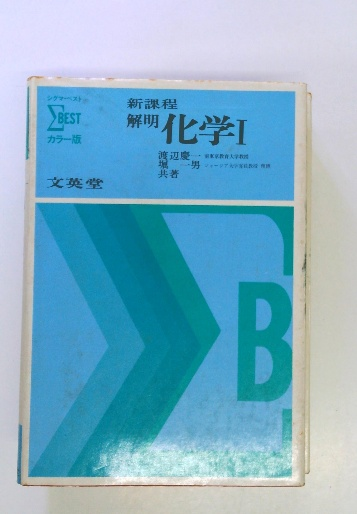 シグマベスト
ΣBEST
カラー版
新課程
解明 化学I
渡辺慶一
堀 一男
共著
文英堂
B